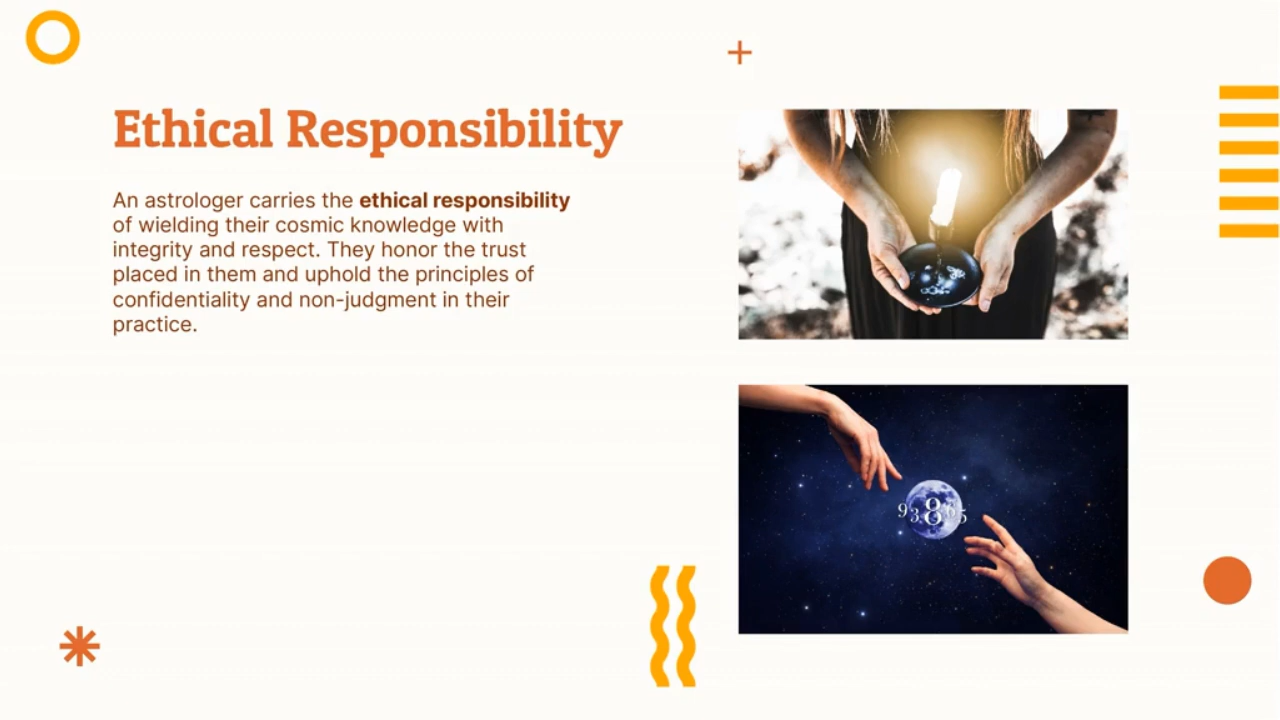 Ethical Responsibility
An astrologer carries the ethical responsibility
of wielding their cosmic knowledge with
integrity and respect. They honor the trust
placed in them and uphold the principles of
confidentiality and non-judgment in their
practice.